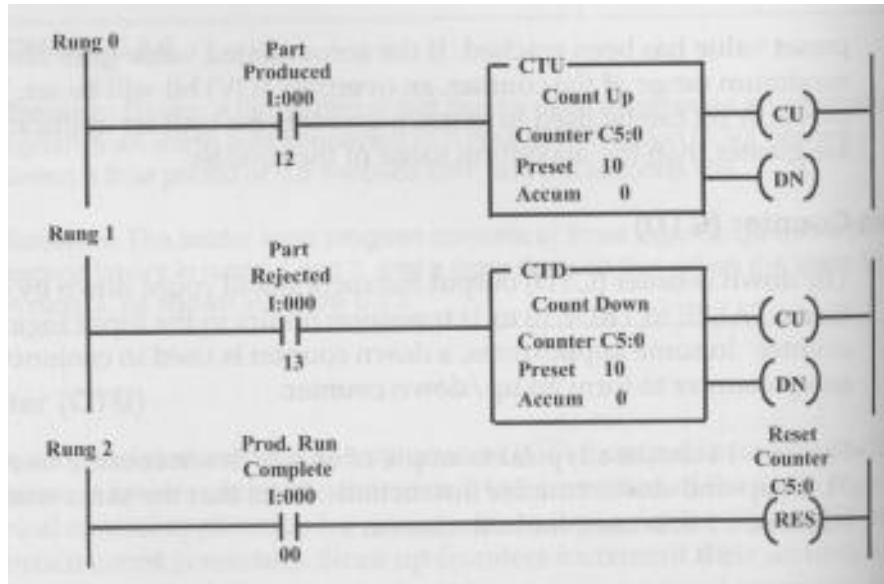 Rung 0
Part
Produced
I:000
12
CTU
Count Up
Counter C5:0
Preset 10
Accum 0
CU
DN
Rung 1
Part
Rejected
I:000
13
CTD
Count Down
Counter C5:0
Preset 10
Accum 0
CU
DN
Rung 2
Prod. Run
Complete
I:000
00
Reset
Counter
C5:0
RES